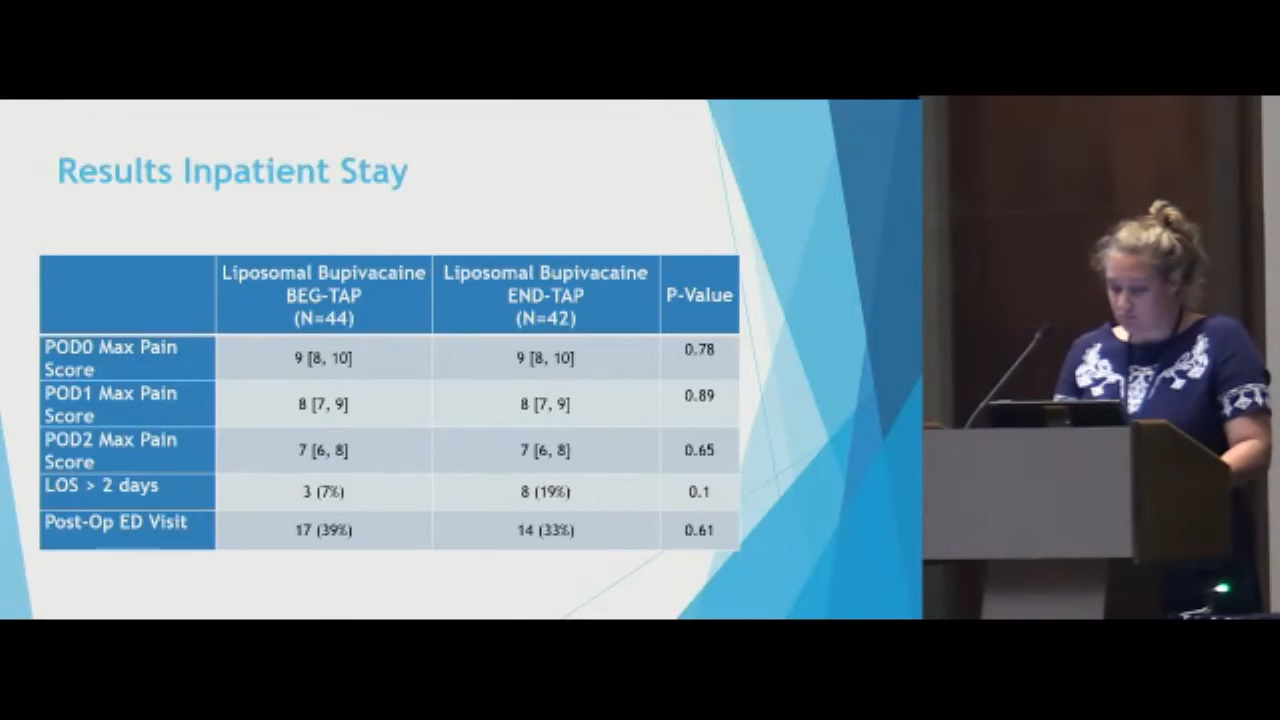 Results Inpatient Stay
Liposomal Bupivacaine
BEG-TAP
(N=44)
Liposomal Bupivacaine
END-TAP
(N=42)
P-Value
POD0 Max Pain
Score
9 [8, 10]
9 [8, 10]
0.78
POD1 Max Pain
Score
8 [7, 9]
8 [7, 9]
0.89
POD2 Max Pain
Score
7 [6, 8]
7 [6, 8]
0.65
LOS > 2 days
3 (7%)
8 (19%)
0.1
Post-Op ED Visit
17 (39%)
14 (33%)
0.61